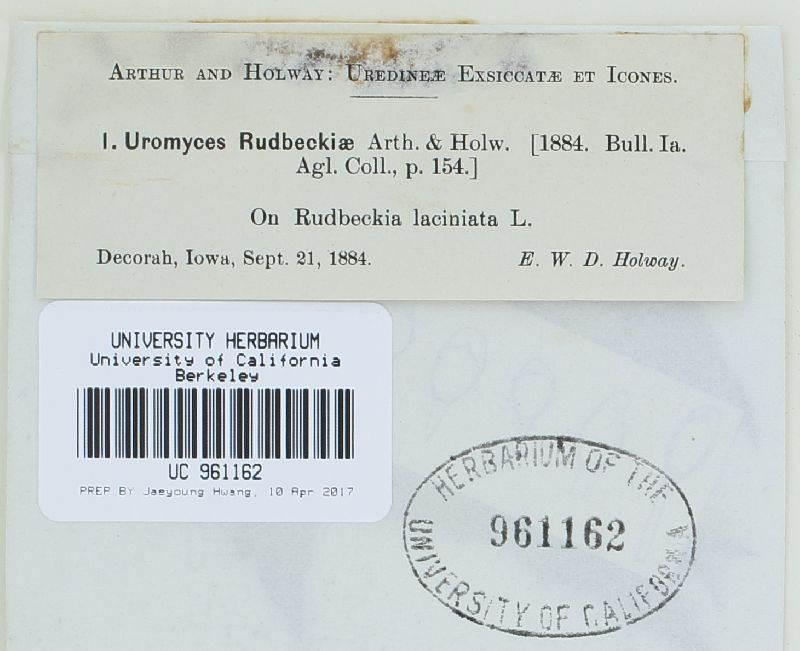 Arthur and Holway: Uredineæ Exsiccatæ et Icones.
1. Uromyces Rudbeckiæ Arth. & Holw. [1884. Bull. Ia.
Agl. Coll., p. 154.]
On Rudbeckia laciniata L.
Decorah, Iowa, Sept. 21, 1884. E. W. D. Holway.
UNIVERSITY HERBARIUM
University of California
Berkeley
UC 961162
PREP BY Jaeyoung Hwang, 10 Apr 2017
HERBARIUM OF THE
961162
UNIVERSITY OF CALIFORNIA